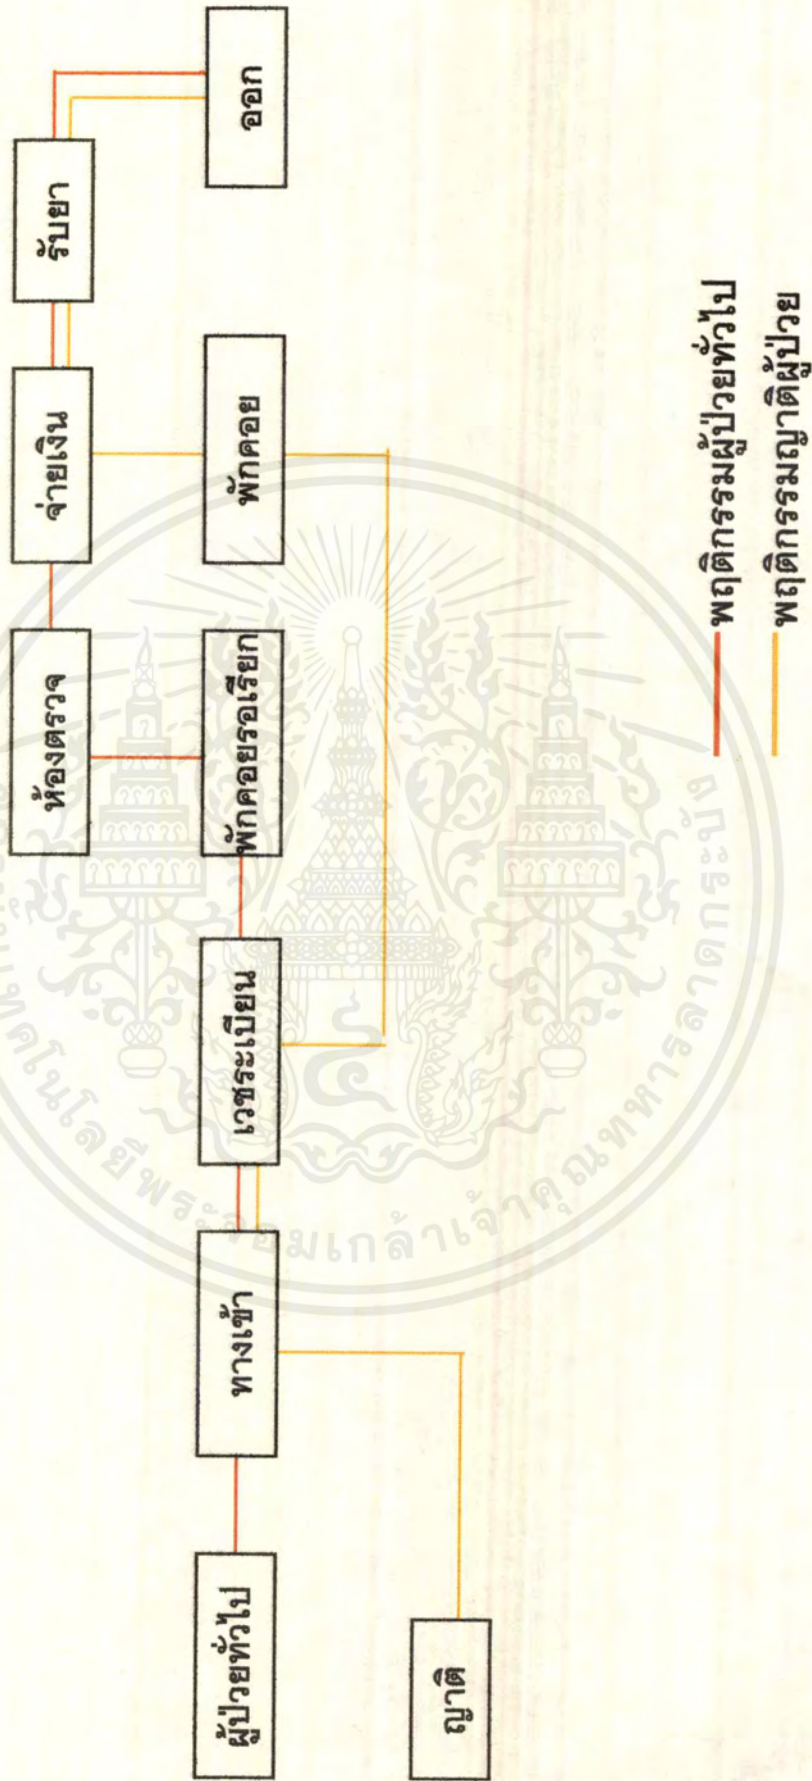 ผู้ป่วยทั่วไป
ญาติ
ทางเข้า
เวชระเบียน
พักคอยรอเรียก
ห้องตรวจ
จ่ายเงิน
พักคอย
รับยา
ออก
พฤติกรรมผู้ป่วยทั่วไป
พฤติกรรมญาติผู้ป่วย